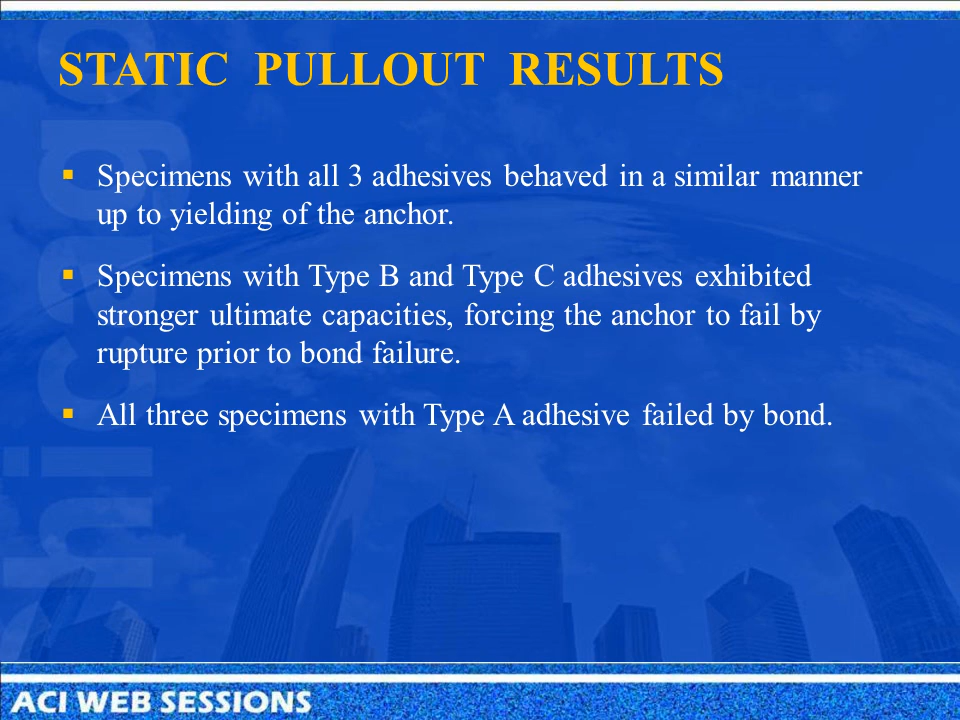 STATIC PULLOUT RESULTS
Specimens with all 3 adhesives behaved in a similar manner
up to yielding of the anchor.
Specimens with Type B and Type C adhesives exhibited
stronger ultimate capacities, forcing the anchor to fail by
rupture prior to bond failure.
All three specimens with Type A adhesive failed by bond.
chicago
ACI WEB SESSIONS